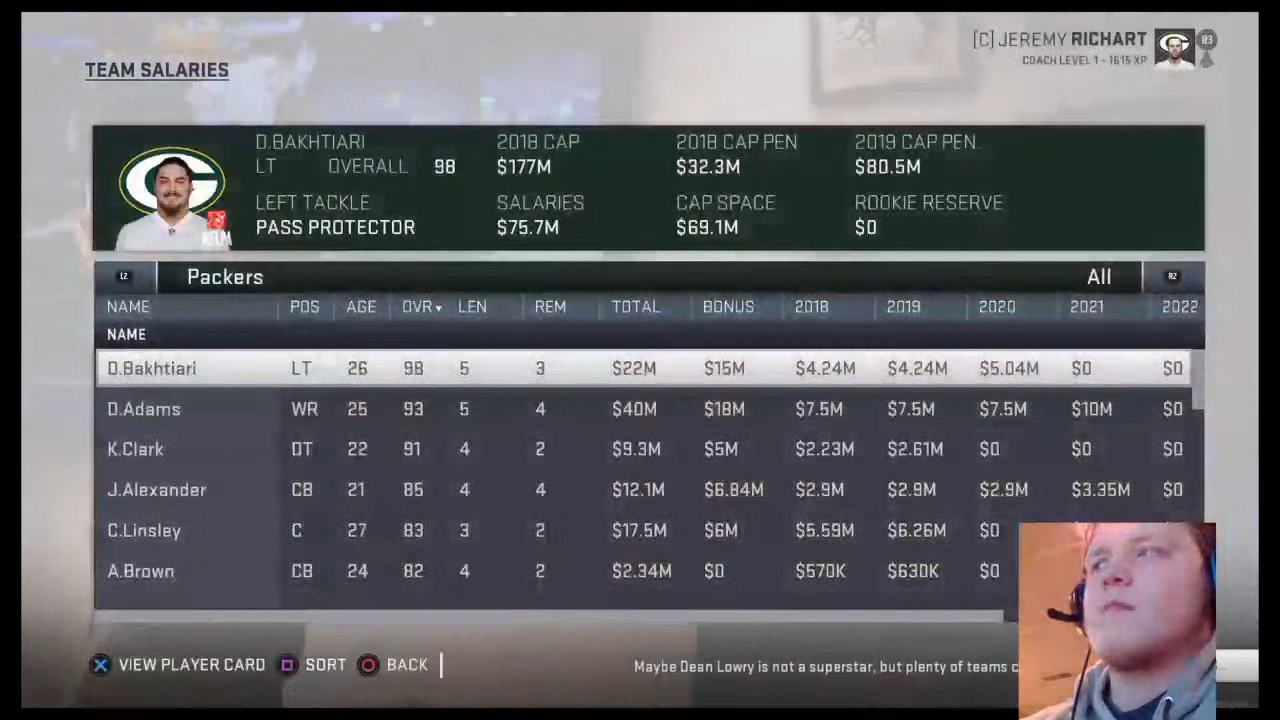 TEAM SALARIES
[C] JEREMY RICHART
R3
COACH LEVEL 1 - 1615 XP
D.BAKHTIARI
LT OVERALL 98
LEFT TACKLE
PASS PROTECTOR
2018 CAP
$177M
SALARIES
$75.7M
2018 CAP PEN
$32.3M
CAP SPACE
$69.1M
2019 CAP PEN
$80.5M
ROOKIE RESERVE
$0
L2 Packers All R2
NAME POS AGE OVR LEN REM TOTAL BONUS 2018 2019 2020 2021 2022
NAME
D.Bakhtiari LT 26 98 5 3 $22M $15M $4.24M $4.24M $5.04M $0 $0
D.Adams WR 25 93 5 4 $40M $18M $7.5M $7.5M $7.5M $10M $0
K.Clark DT 22 91 4 2 $9.3M $5M $2.23M $2.61M $0 $0 $0
J.Alexander CB 21 85 4 4 $12.1M $6.84M $2.9M $2.9M $2.9M $3.35M $0
C.Linsley C 27 83 3 2 $17.5M $6M $5.59M $6.26M $0
A.Brown CB 24 82 4 2 $2.34M $0 $570K $630K $0
VIEW PLAYER CARD SORT BACK
Maybe Dean Lowry is not a superstar, but plenty of teams